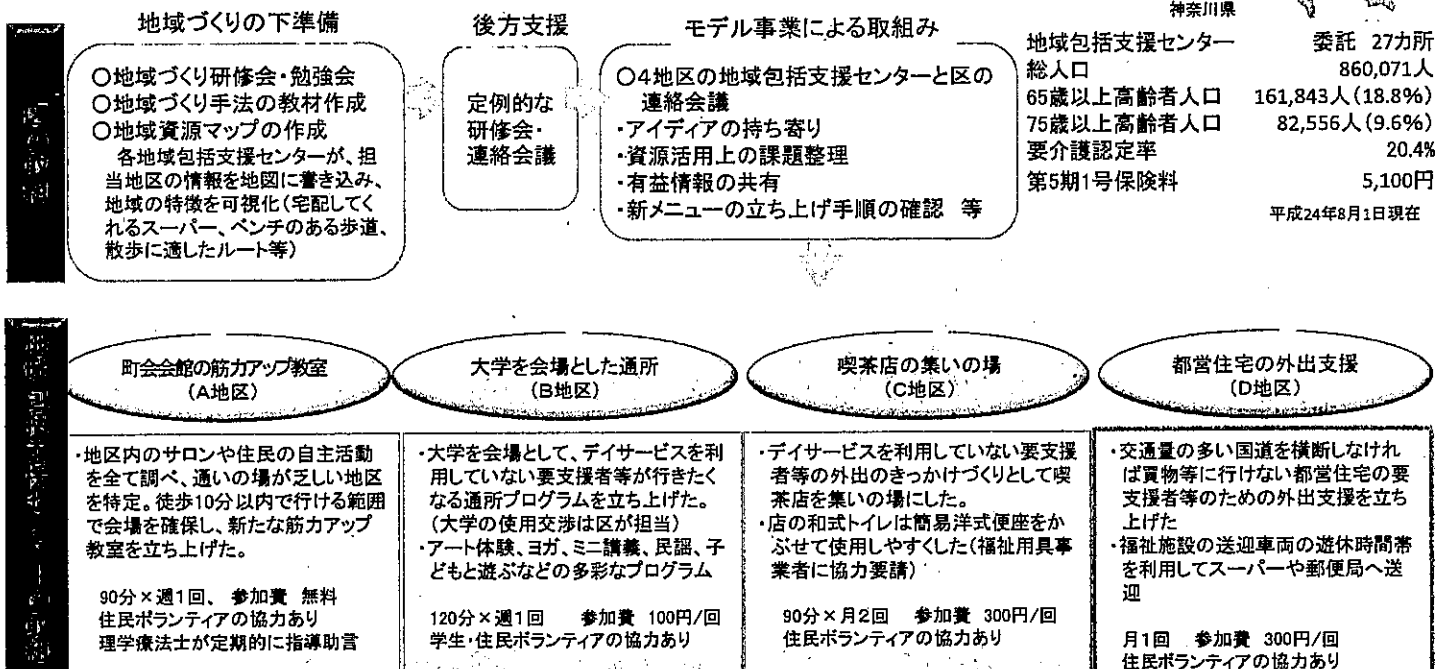 地域づくりの下準備
○地域づくり研修会・勉強会
○地域づくり手法の教材作成
○地域資源マップの作成
各地域包括支援センターが、担
当地区の情報を地図に書き込み、
地域の特徴を可視化(宅配してく
れるスーパー、ベンチのある歩道、
散歩に適したルート等)
後方支援
定例的な
研修会・
連絡会議
モデル事業による取組み
○4地区の地域包括支援センターと区の
連絡会議
・アイディアの持ち寄り
・資源活用上の課題整理
・有益情報の共有
・新メニューの立ち上げ手順の確認 等
神奈川県
地域包括支援センター 委託 27カ所
総人口 860,071人
65歳以上高齢者人口 161,843人(18.8%)
75歳以上高齢者人口 82,556人(9.6%)
要介護認定率 20.4%
第5期1号保険料 5,100円
平成24年8月1日現在
町会会館の筋力アップ教室
(A地区)
・地区内のサロンや住民の自主活動
を全て調べ、通いの場が乏しい地区
を特定。徒歩10分以内で行ける範囲
で会場を確保し、新たな筋力アップ
教室を立ち上げた。
90分×週1回、 参加費 無料
住民ボランティアの協力あり
理学療法士が定期的に指導助言
大学を会場とした通所
(B地区)
・大学を会場として、デイサービスを利
用していない要支援者等が行きたく
なる通所プログラムを立ち上げた。
(大学の使用交渉は区が担当)
・アート体験、ヨガ、ミニ講義、民謡、子
どもと遊ぶなどの多彩なプログラム
120分×週1回 参加費 100円/回
学生・住民ボランティアの協力あり
喫茶店の集いの場
(C地区)
・デイサービスを利用していない要支援
者等の外出のきっかけづくりとして喫
茶店を集いの場にした。
・店の和式トイレは簡易洋式便座をか
ぶせて使用しやすくした(福祉用具事
業者に協力要請)
90分×月2回 参加費 300円/回
住民ボランティアの協力あり
都営住宅の外出支援
(D地区)
・交通量の多い国道を横断しなけれ
ば買物等に行けない都営住宅の要
支援者等のための外出支援を立ち
上げた
・福祉施設の送迎車両の遊休時間帯
を利用してスーパーや郵便局へ送
迎
月1回 参加費 300円/回
住民ボランティアの協力あり